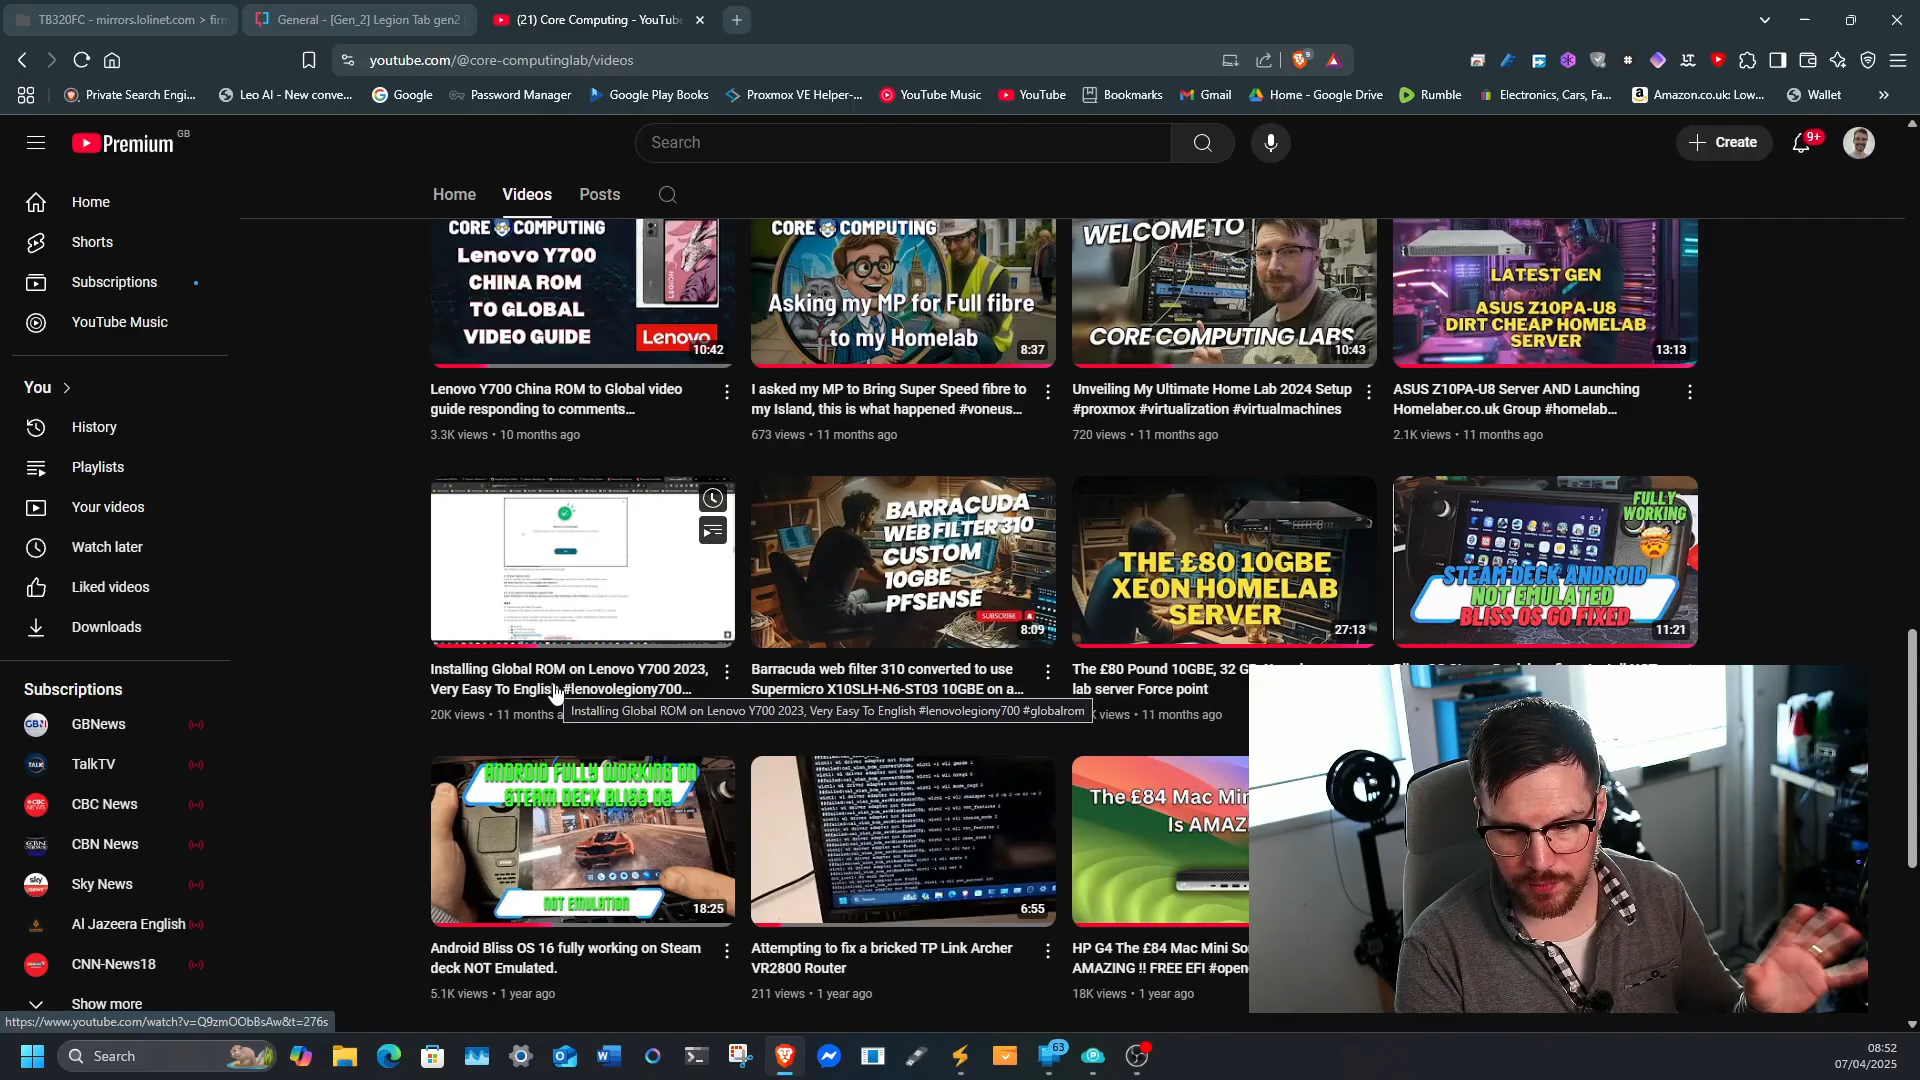 TB320FC - mirrors.lolinet.com > firn
General - [Gen_2] Legion Tab gen2
(21) Core Computing - YouTube
youtube.com/@core-computinglab/videos
9
Private Search Engi...
Leo AI - New conve...
Google
Password Manager
Google Play Books
Proxmox VE Helper-...
YouTube Music
YouTube
Bookmarks
Gmail
Home - Google Drive
Rumble
Electronics, Cars, Fa...
Amazon.co.uk: Low...
Wallet
Premium GB
Search
Create
9+
Home
Videos
Posts
Home
Shorts
Subscriptions
YouTube Music
You
History
Playlists
Your videos
Watch later
Liked videos
Downloads
Subscriptions
GBNews
TalkTV
CBC News
CBN News
Sky News
Al Jazeera English
CNN-News18
Show more
CORE COMPUTING
Lenovo Y700
CHINA ROM
TO GLOBAL
VIDEO GUIDE
LEGION
Lenovo
10:42
Lenovo Y700 China ROM to Global video
guide responding to comments...
3.3K views • 10 months ago
CORE COMPUTING
Asking my MP for Full fibre
to my Homelab
8:37
I asked my MP to Bring Super Speed fibre to
my Island, this is what happened #voneus...
673 views • 11 months ago
WELCOME TO
CORE COMPUTING LABS
10:43
Unveiling My Ultimate Home Lab 2024 Setup
#proxmox #virtualization #virtualmachines
720 views • 11 months ago
LATEST GEN
ASUS Z10PA-U8
DIRT CHEAP HOMELAB
SERVER
13:13
ASUS Z10PA-U8 Server AND Launching
Homelaber.co.uk Group #homelab...
2.1K views • 11 months ago
Installing Global ROM on Lenovo Y700 2023,
Very Easy To English #lenovolegiony700...
20K views • 11 months a
Installing Global ROM on Lenovo Y700 2023, Very Easy To English #lenovolegiony700 #globalrom
BARRACUDA
WEB FILTER 310
CUSTOM
10GBE
PFSENSE
SUBSCRIBE
8:09
Barracuda web filter 310 converted to use
Supermicro X10SLH-N6-ST03 10GBE on a...
THE £80 10GBE
XEON HOMELAB
SERVER
27:13
The £80 Pound 10GBE, 32 G
lab server Force point
K views • 11 months ago
FULLY
WORKING
STEAM DECK ANDROID
NOT EMULATED
BLISS OS GO FIXED
11:21
ANDROID FULLY WORKING ON
STEAM DECK BLISS OS
NOT EMULATION
18:25
Android Bliss OS 16 fully working on Steam
deck NOT Emulated.
5.1K views • 1 year ago
6:55
Attempting to fix a bricked TP Link Archer
VR2800 Router
211 views • 1 year ago
The £84 Mac Mi
Is AMAZ
HP G4 The £84 Mac Mini So
AMAZING !! FREE EFI #open
18K views • 1 year ago
https://www.youtube.com/watch?v=Q9zmOObBsAw&t=276s
Search
63
08:52
07/04/2025